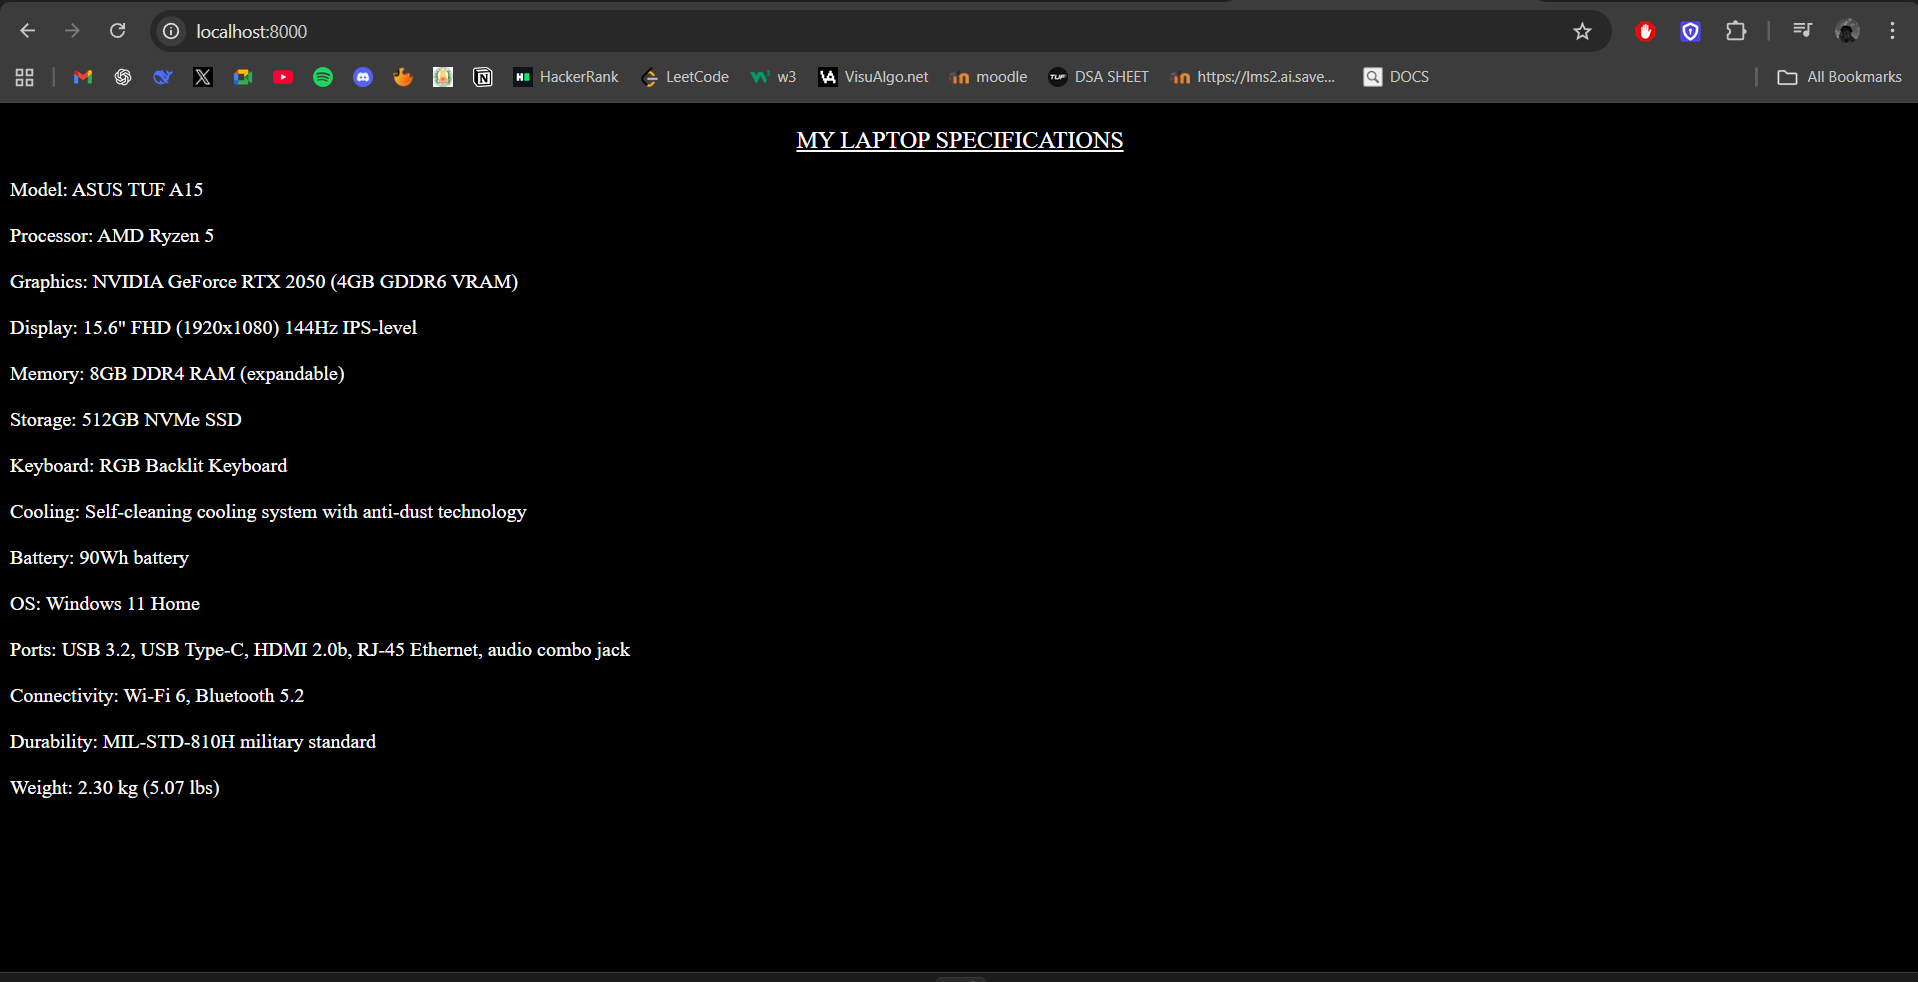 localhost:8000
HackerRank LeetCode w3 VisuAlgo.net moodle DSA SHEET https://lms2.ai.save... DOCS All Bookmarks
MY LAPTOP SPECIFICATIONS
Model: ASUS TUF A15
Processor: AMD Ryzen 5
Graphics: NVIDIA GeForce RTX 2050 (4GB GDDR6 VRAM)
Display: 15.6" FHD (1920x1080) 144Hz IPS-level
Memory: 8GB DDR4 RAM (expandable)
Storage: 512GB NVMe SSD
Keyboard: RGB Backlit Keyboard
Cooling: Self-cleaning cooling system with anti-dust technology
Battery: 90Wh battery
OS: Windows 11 Home
Ports: USB 3.2, USB Type-C, HDMI 2.0b, RJ-45 Ethernet, audio combo jack
Connectivity: Wi-Fi 6, Bluetooth 5.2
Durability: MIL-STD-810H military standard
Weight: 2.30 kg (5.07 lbs)